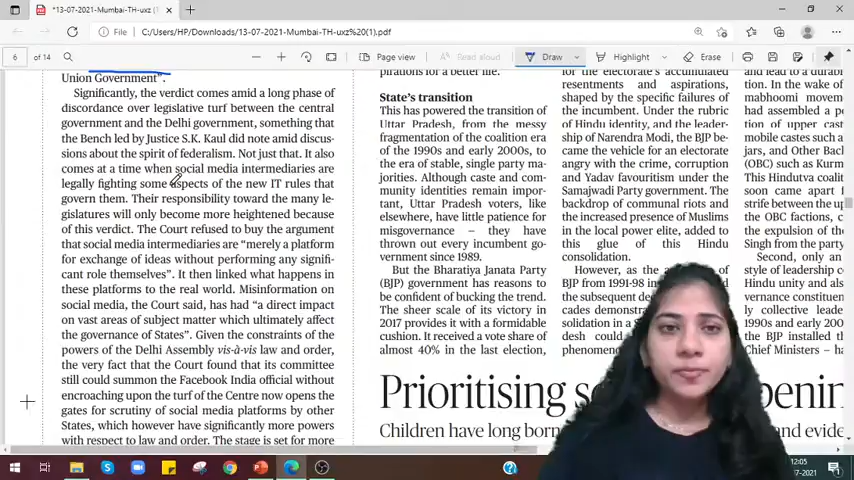 *13-07-2021-Mumbai-TH-uxz (1).p
File
C:/Users/HP/Downloads/13-07-2021-Mumbai-TH-uxz%20(1).pdf
6 of 14
Page view
Read aloud
Draw
Highlight
Erase
Union Government”.
Significantly, the verdict comes amid a long phase of
discordance over legislative turf between the central
government and the Delhi government, something that
the Bench led by Justice S.K. Kaul did note amid discus-
sions about the spirit of federalism. Not just that. It also
comes at a time when social media intermediaries are
legally fighting some aspects of the new IT rules that
govern them. Their responsibility toward the many le-
gislatures will only become more heightened because
of this verdict. The Court refused to buy the argument
that social media intermediaries are “merely a platform
for exchange of ideas without performing any signifi-
cant role themselves”. It then linked what happens in
these platforms to the real world. Misinformation on
social media, the Court said, has had “a direct impact
on vast areas of subject matter which ultimately affect
the governance of States”. Given the constraints of the
powers of the Delhi Assembly vis-à-vis law and order,
the very fact that the Court found that its committee
still could summon the Facebook India official without
encroaching upon the turf of the Centre now opens the
gates for scrutiny of social media platforms by other
States, which however have significantly more powers
with respect to law and order. The stage is set for more
pirations for a better life.
State’s transition
This has powered the transition of
Uttar Pradesh, from the messy
fragmentation of the coalition era
of the 1990s and early 2000s, to
the era of stable, single party ma-
jorities. Although caste and com-
munity identities remain impor-
tant, Uttar Pradesh voters, like
elsewhere, have little patience for
misgovernance – they have
thrown out every incumbent go-
vernment since 1989.
But the Bharatiya Janata Party
(BJP) government has reasons to
be confident of bucking the trend.
The sheer scale of its victory in
2017 provides it with a formidable
cushion. It received a vote share of
almost 40% in the last election,
for the electorate’s accumulated
resentments and aspirations,
shaped by the specific failures of
the incumbent. Under the rubric
of Hindu identity, and the leader-
ship of Narendra Modi, the BJP be-
came the vehicle for an electorate
angry with the crime, corruption
and Yadav favouritism under the
Samajwadi Party government. The
backdrop of communal riots and
the increased presence of Muslims
in the local power elite, added to
this glue of this Hindu
consolidation.
However, as the
BJP from 1991-98 in
the subsequent de
cades demonstra
solidation in a S
desh could
phenomen
and lead to a durab
tion. In the wake of
mabhoomi movem
had assembled a po
tion of upper cast
mobile castes such a
jars, and Other Back
(OBC) such as Kurm
This Hindutva coali
soon came apart f
strife between the up
the OBC factions, c
the expulsion of the
Singh from the party
Second, only an
style of leadership c
Hindu unity and als
vernance constituen
ly collective leader
1990s and early 200
the BJP installed t
Chief Ministers – ha
Prioritising s
penin
Children have long born
and evide
12:05
-07-2021